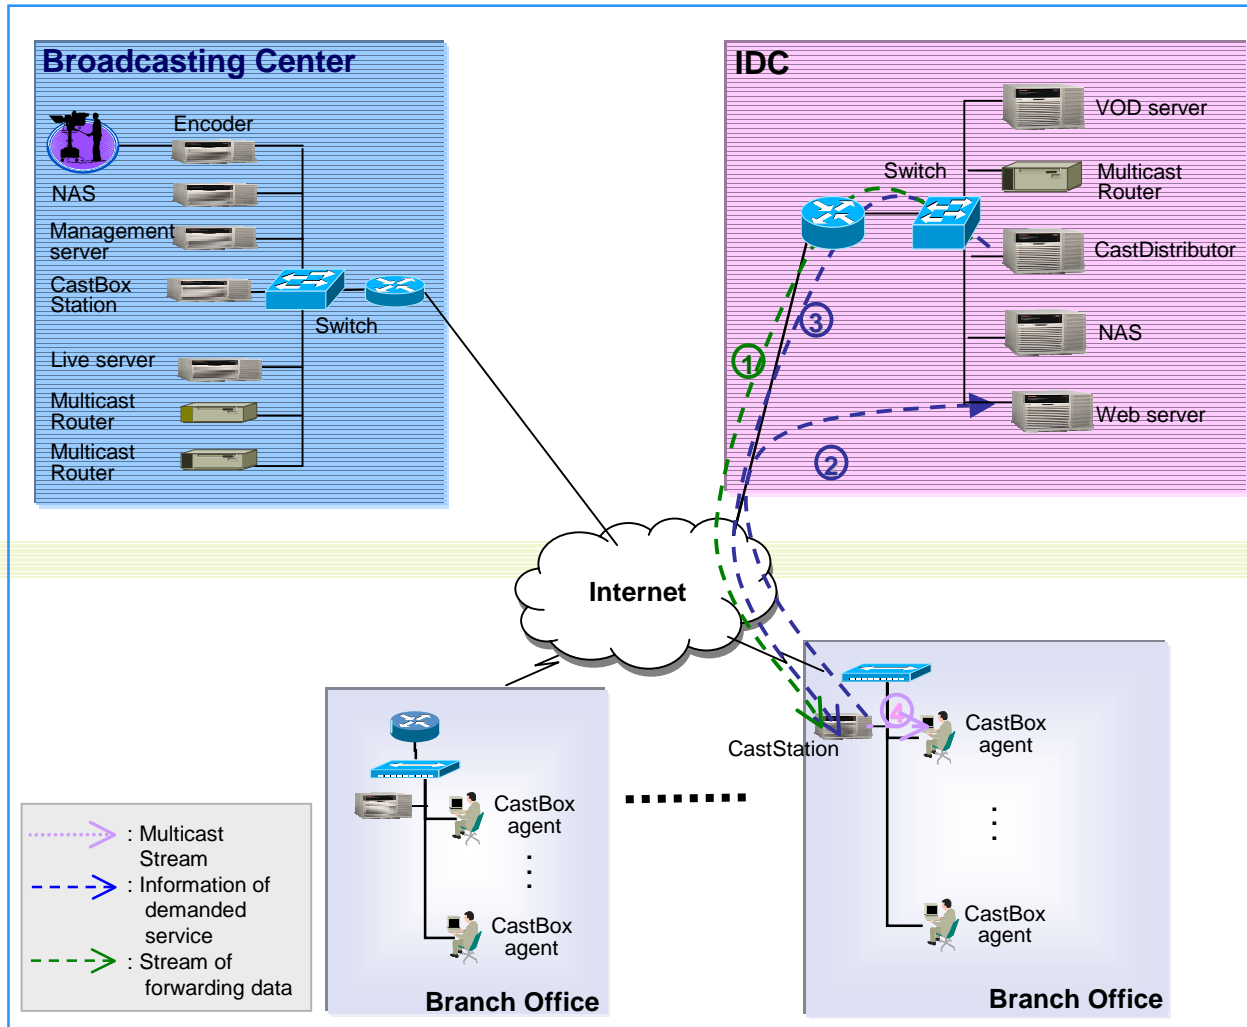 Broadcasting Center
Encoder
NAS
Management
server
CastBox
Station
Switch
Live server
Multicast
Router
Multicast
Router
IDC
VOD server
Switch
Multicast
Router
CastDistributor
NAS
Web server
1
2
3
Internet
4
CastStation
CastBox
agent
CastBox
agent
Branch Office
CastBox
agent
CastBox
agent
Branch Office
: Multicast
Stream
: Information of
demanded
service
: Stream of
forwarding data